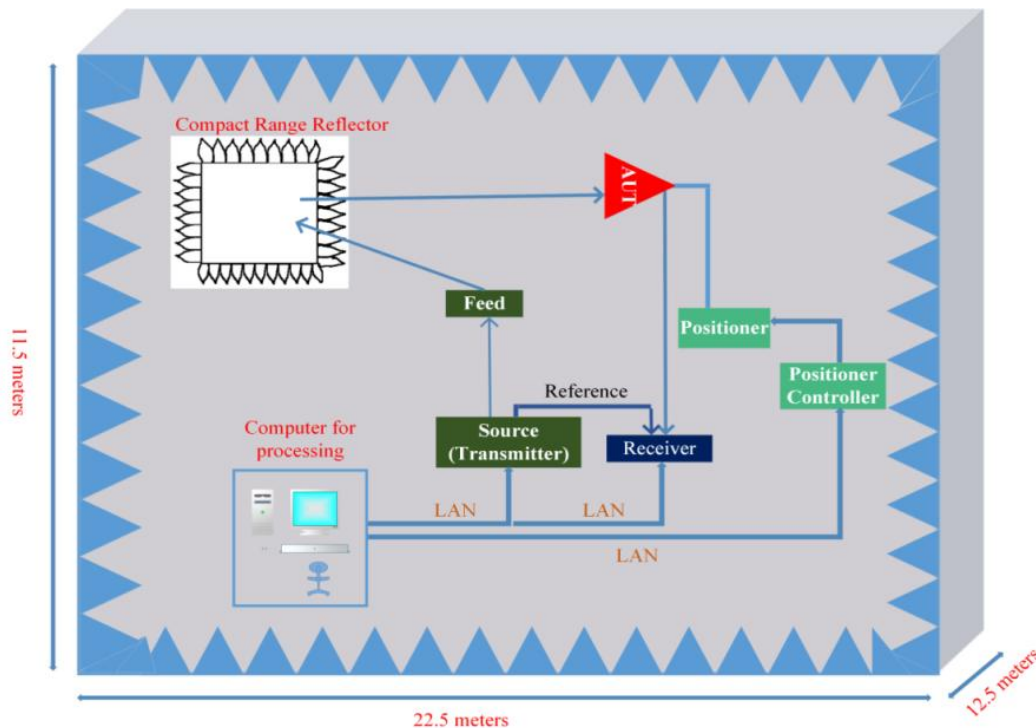 Compact Range Reflector
AUT
Feed
Positioner
Positioner
Controller
Reference
Source
(Transmitter)
Receiver
Computer for
processing
LAN
LAN
LAN
11.5 meters
22.5 meters
12.5 meters